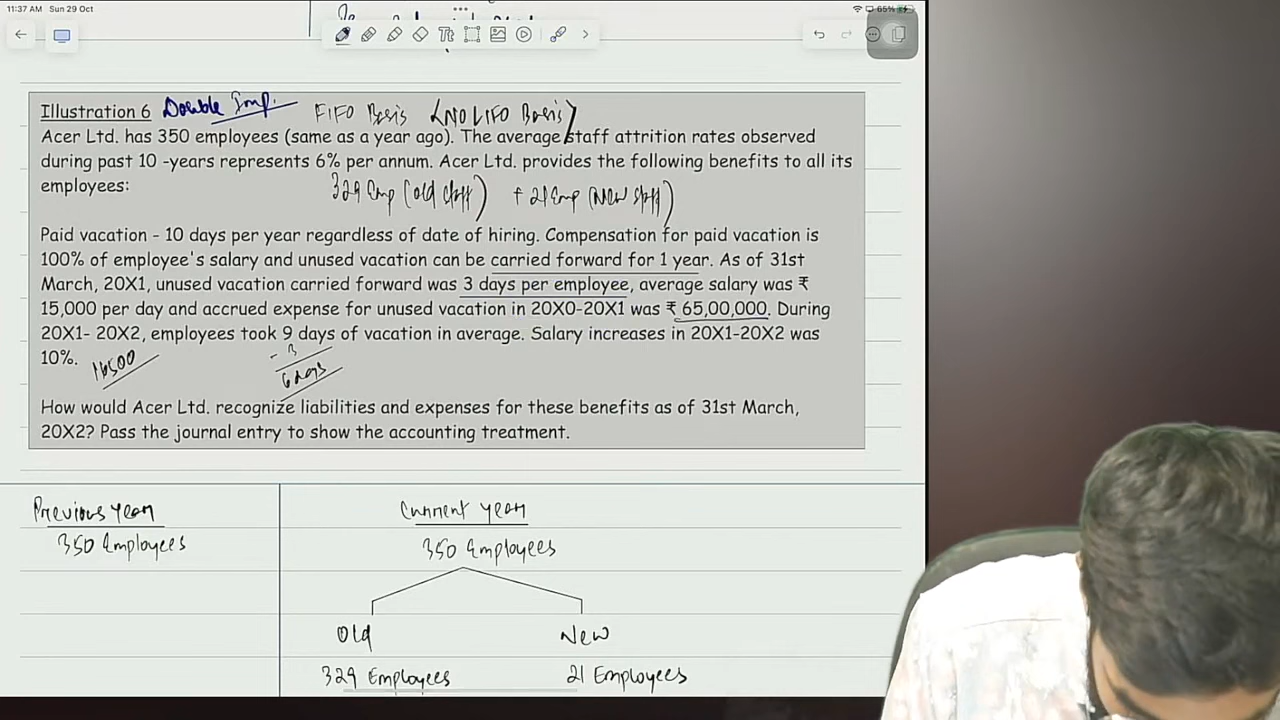 11:37 AM Sun 29 Oct
65%
Illustration 6 Double Imp. FIFO Basis (NO LIFO Basis)
Acer Ltd. has 350 employees (same as a year ago). The average staff attrition rates observed
during past 10 -years represents 6% per annum. Acer Ltd. provides the following benefits to all its
employees:
329 Emp (Old Staff) + 21 Emp (New Staff)
Paid vacation - 10 days per year regardless of date of hiring. Compensation for paid vacation is
100% of employee's salary and unused vacation can be carried forward for 1 year. As of 31st
March, 20X1, unused vacation carried forward was 3 days per employee, average salary was ₹
15,000 per day and accrued expense for unused vacation in 20X0-20X1 was ₹ 65,00,000. During
20X1- 20X2, employees took 9 days of vacation in average. Salary increases in 20X1-20X2 was
10%. 16500
- 3
6 days
How would Acer Ltd. recognize liabilities and expenses for these benefits as of 31st March,
20X2? Pass the journal entry to show the accounting treatment.
Previous year Current year
350 Employees 350 Employees
Old New
329 Employees 21 Employees